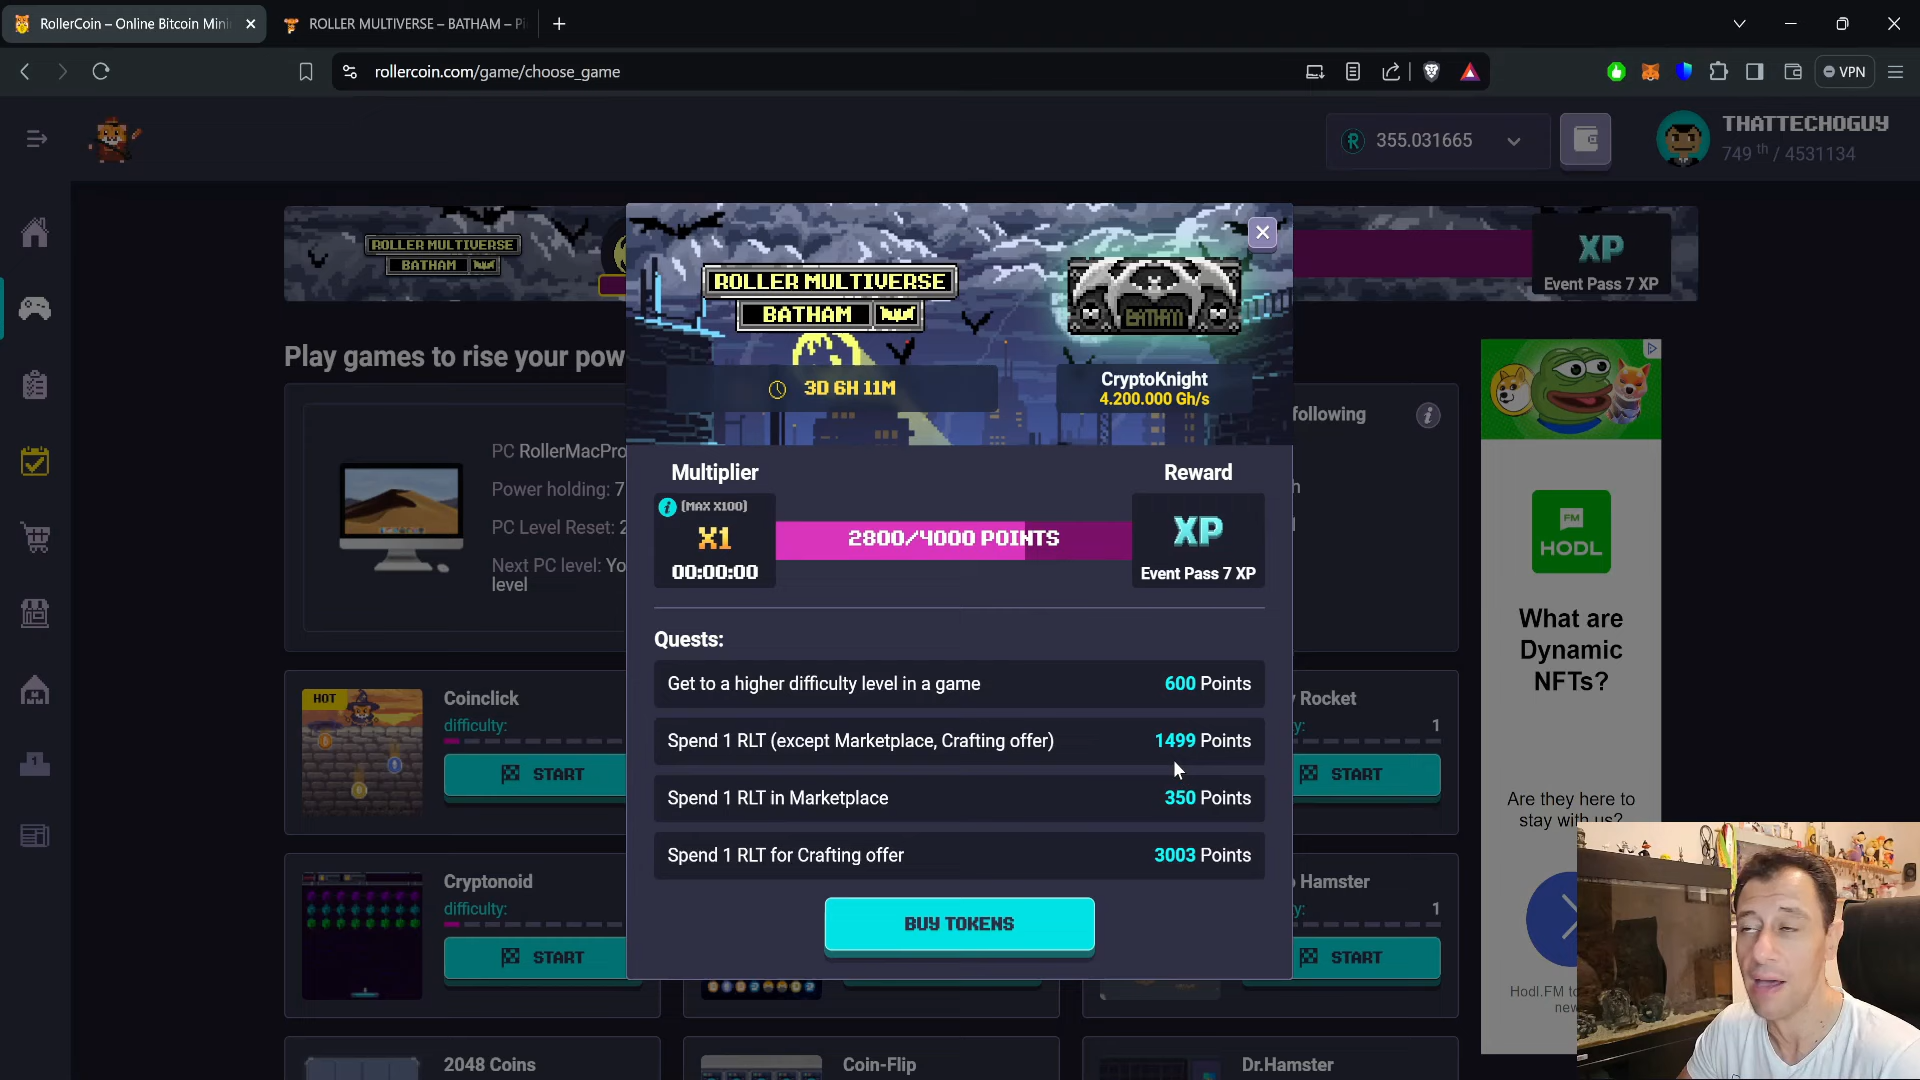 RollerCoin – Online Bitcoin Mini
ROLLER MULTIVERSE – BATHAM –
rollercoin.com/game/choose_game
VPN
355.031665
THATTECHOGUY
749 th / 4531134
ROLLER MULTIVERSE
BATHAM
XP
Event Pass 7 XP
ROLLER MULTIVERSE
BATHAM
BATHAM
3D 6H 11M
CryptoKnight
4.200.000 Gh/s
Play games to rise your pow
following
PC RollerMacPro
Power holding: 7
PC Level Reset: 2
Next PC level: Yo
level
Multiplier
Reward
(MAX X100)
X1
00:00:00
2800/4000 POINTS
XP
Event Pass 7 XP
Quests:
Get to a higher difficulty level in a game 600 Points
Spend 1 RLT (except Marketplace, Crafting offer) 1499 Points
Spend 1 RLT in Marketplace 350 Points
Spend 1 RLT for Crafting offer 3003 Points
BUY TOKENS
HOT
Coinclick
difficulty:
START
Rocket
1
START
Cryptonoid
difficulty:
START
Hamster
1
START
2048 Coins
Coin-Flip
Dr.Hamster
FM
HODL
What are
Dynamic
NFTs?
Are they here to
stay with us?
Hodl.FM to
new